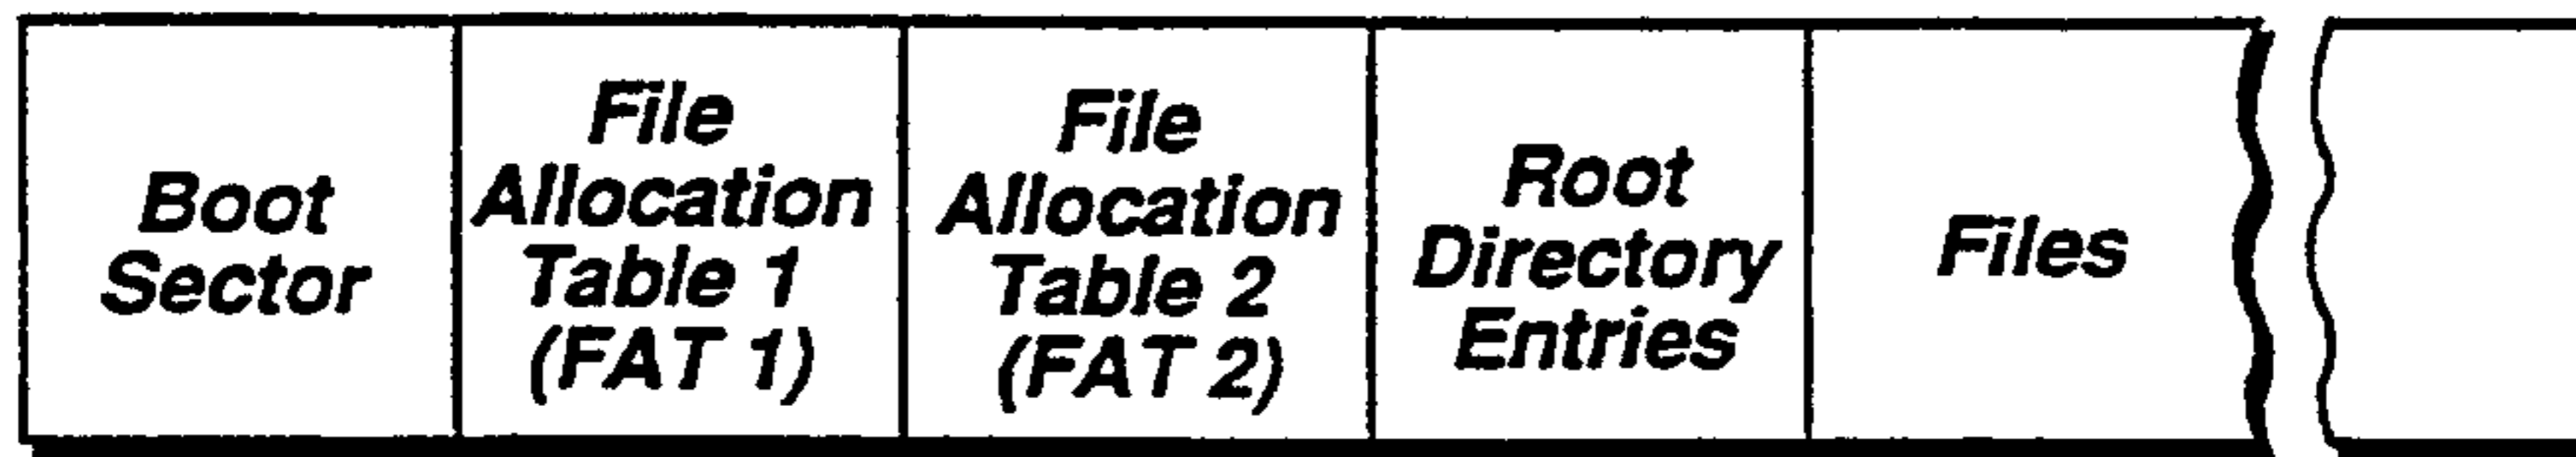 Boot
Sector
File
Allocation
Table 1
(FAT 1)
File
Allocation
Table 2
(FAT 2)
Root
Directory
Entries
Files